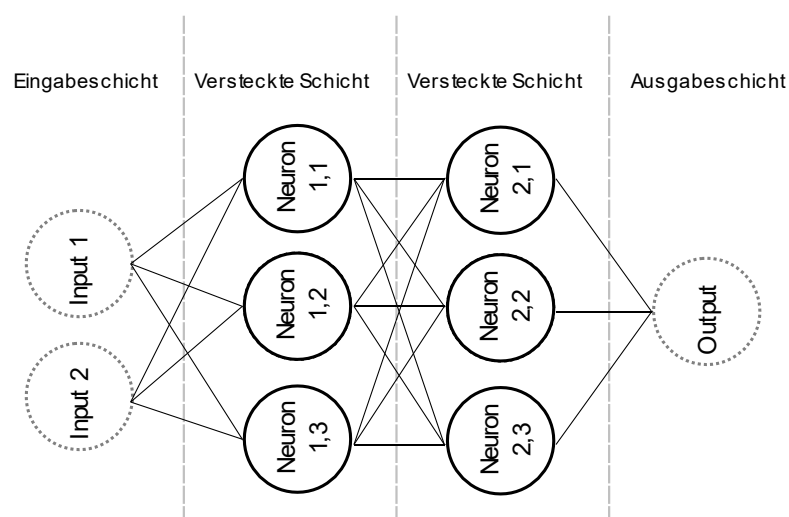 Eingabeschicht
Versteckte Schicht
Versteckte Schicht
Ausgabeschicht
Input 1
Input 2
Neuron
1,1
Neuron
1,2
Neuron
1,3
Neuron
2,1
Neuron
2,2
Neuron
2,3
Output